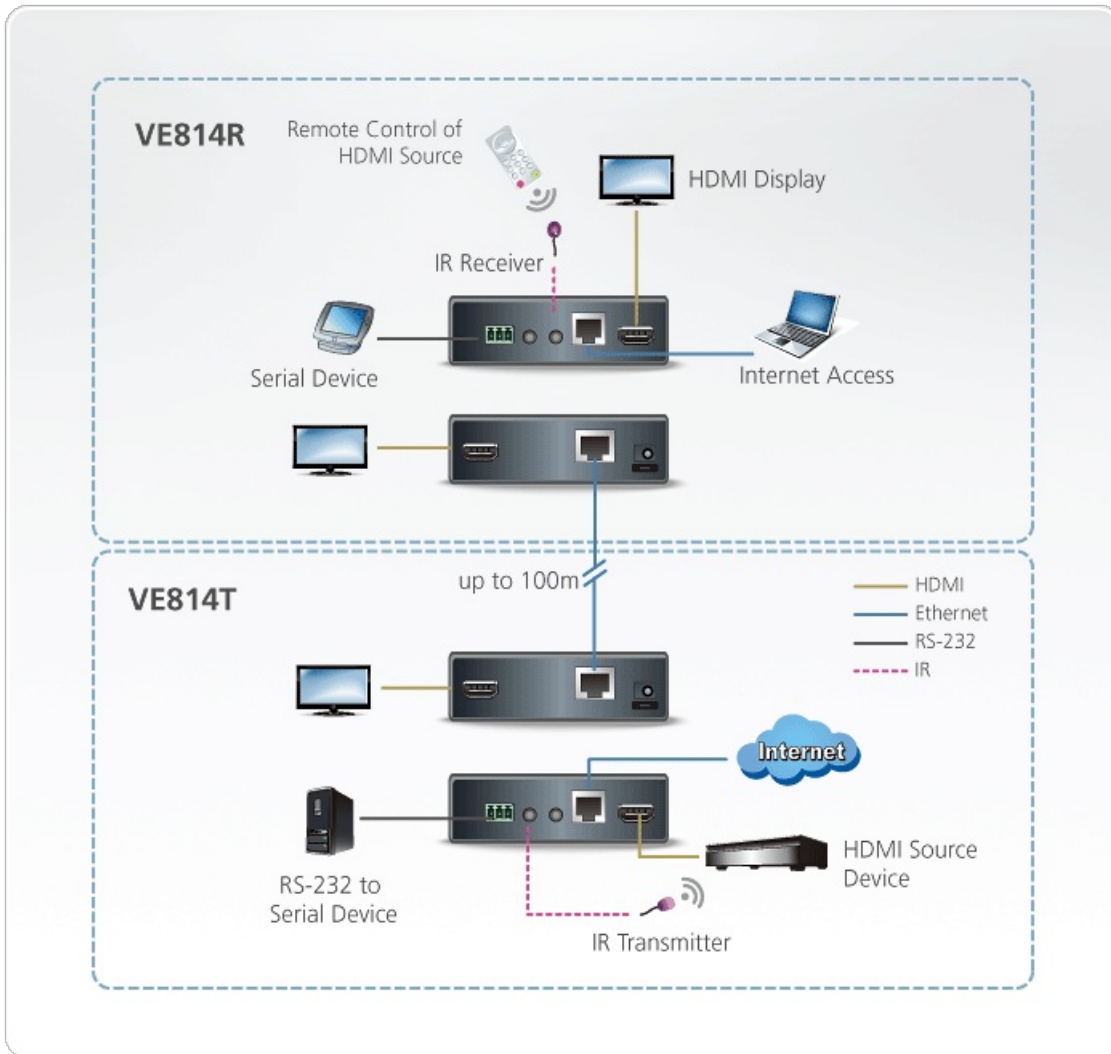 VE814R
Remote Control of
HDMI Source
HDMI Display
IR Receiver
Serial Device
Internet Access
up to 100m
VE814T
HDMI
Ethernet
RS-232
IR
Internet
RS-232 to
Serial Device
HDMI Source
Device
IR Transmitter